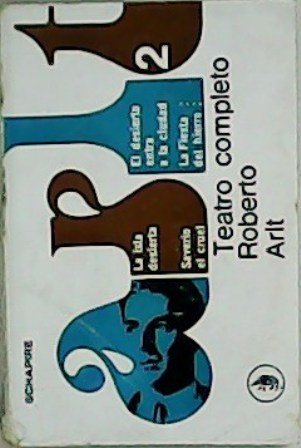 SCHAPIRE
arlt
2
La isla
desierta
Saverio
el cruel
El desierto
entra
a la ciudad
La Fiesta
del hierro
Teatro completo
Roberto
Arlt